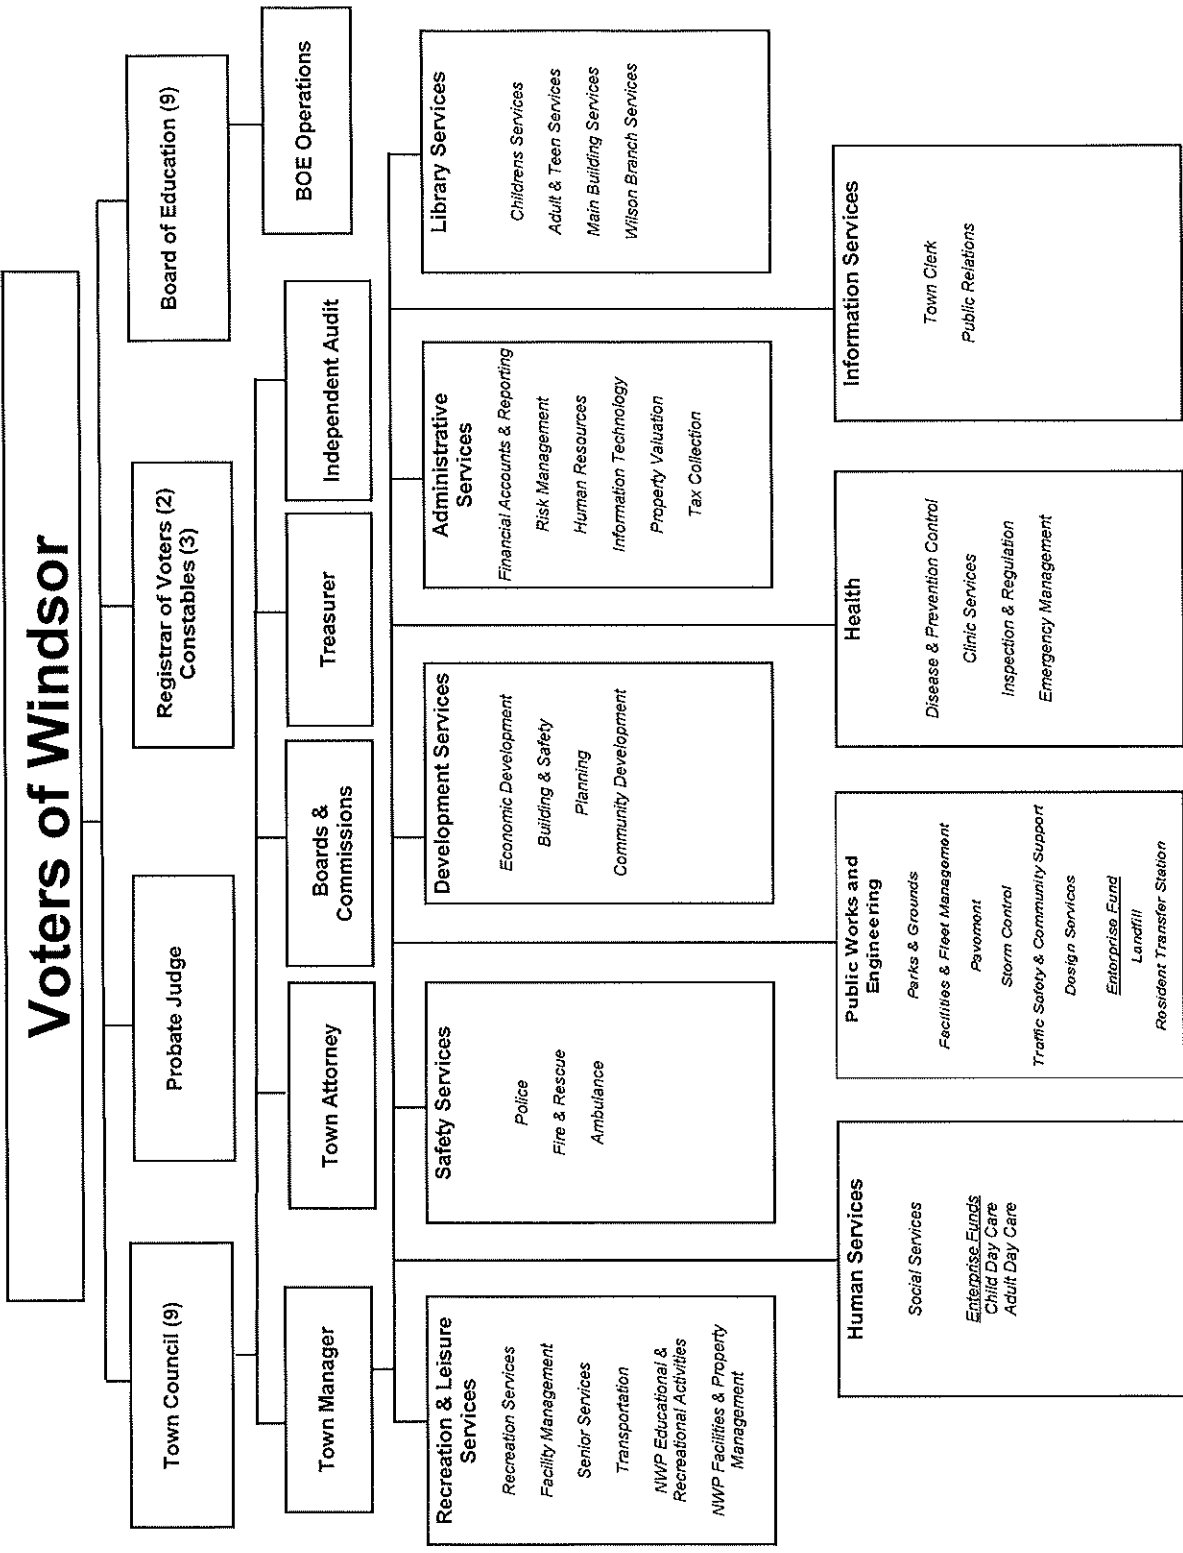 Voters of Windsor
Town Council (9)
Probate Judge
Registrar of Voters (2)
Constables (3)
Board of Education (9)
BOE Operations
Town Manager
Town Attorney
Boards &
Commissions
Treasurer
Independent Audit
Recreation & Leisure
Services
Recreation Services
Facility Management
Senior Services
Transportation
NWP Educational &
Recreational Activities
NWP Facilities & Property
Management
Safety Services
Police
Fire & Rescue
Ambulance
Development Services
Economic Development
Building & Safety
Planning
Community Development
Administrative
Services
Financial Accounts & Reporting
Risk Management
Human Resources
Information Technology
Property Valuation
Tax Collection
Library Services
Childrens Services
Adult & Teen Services
Main Building Services
Wilson Branch Services
Human Services
Social Services
Enterprise Funds
Child Day Care
Adult Day Care
Public Works and
Engineering
Parks & Grounds
Facilities & Fleet Management
Pavement
Storm Control
Traffic Safety & Community Support
Design Services
Enterprise Fund
Landfill
Resident Transfer Station
Health
Disease & Prevention Control
Clinic Services
Inspection & Regulation
Emergency Management
Information Services
Town Clerk
Public Relations